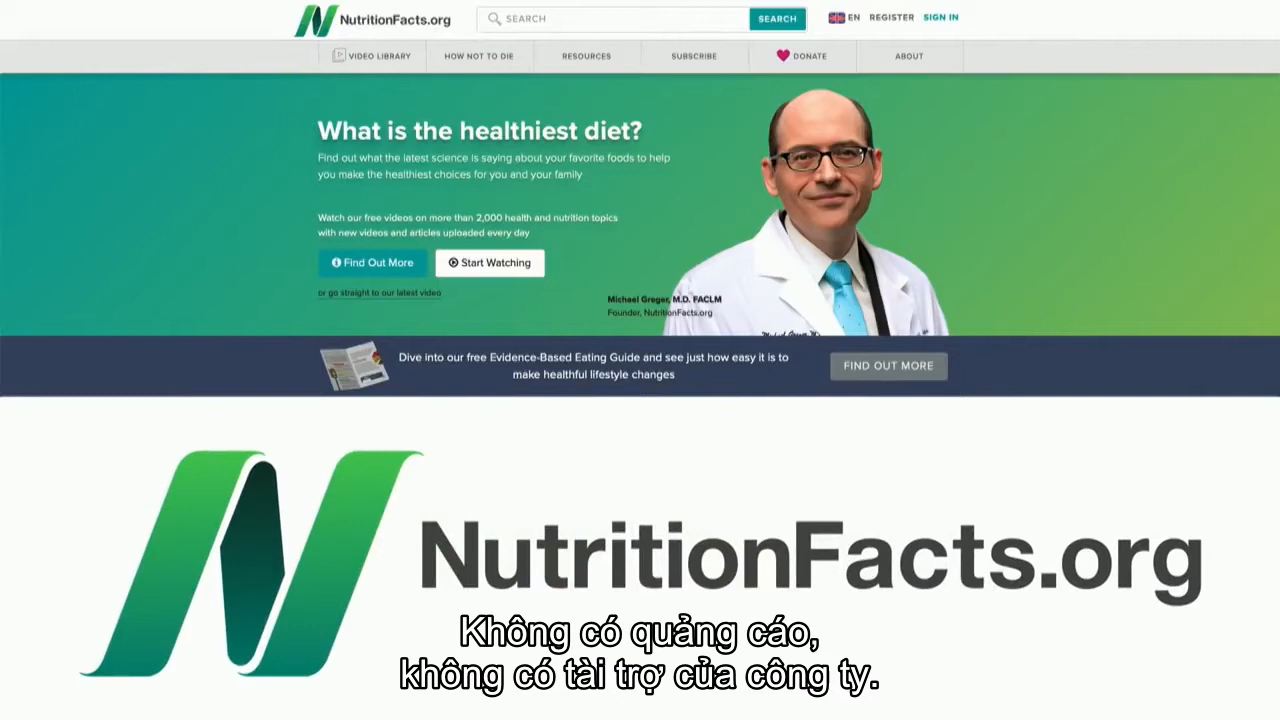 NutritionFacts.org
SEARCH
SEARCH
EN
REGISTER
SIGN IN
VIDEO LIBRARY
HOW NOT TO DIE
RESOURCES
SUBSCRIBE
DONATE
ABOUT
What is the healthiest diet?
Find out what the latest science is saying about your favorite foods to help
you make the healthiest choices for you and your family
Watch our free videos on more than 2,000 health and nutrition topics
with new videos and articles uploaded every day
Find Out More
Start Watching
or go straight to our latest video
Michael Greger, M.D. FACLM
Founder, NutritionFacts.org
Dive into our free Evidence-Based Eating Guide and see just how easy it is to
make healthful lifestyle changes
FIND OUT MORE
NutritionFacts.org
Không có quảng cáo,
không có tài trợ của công ty.